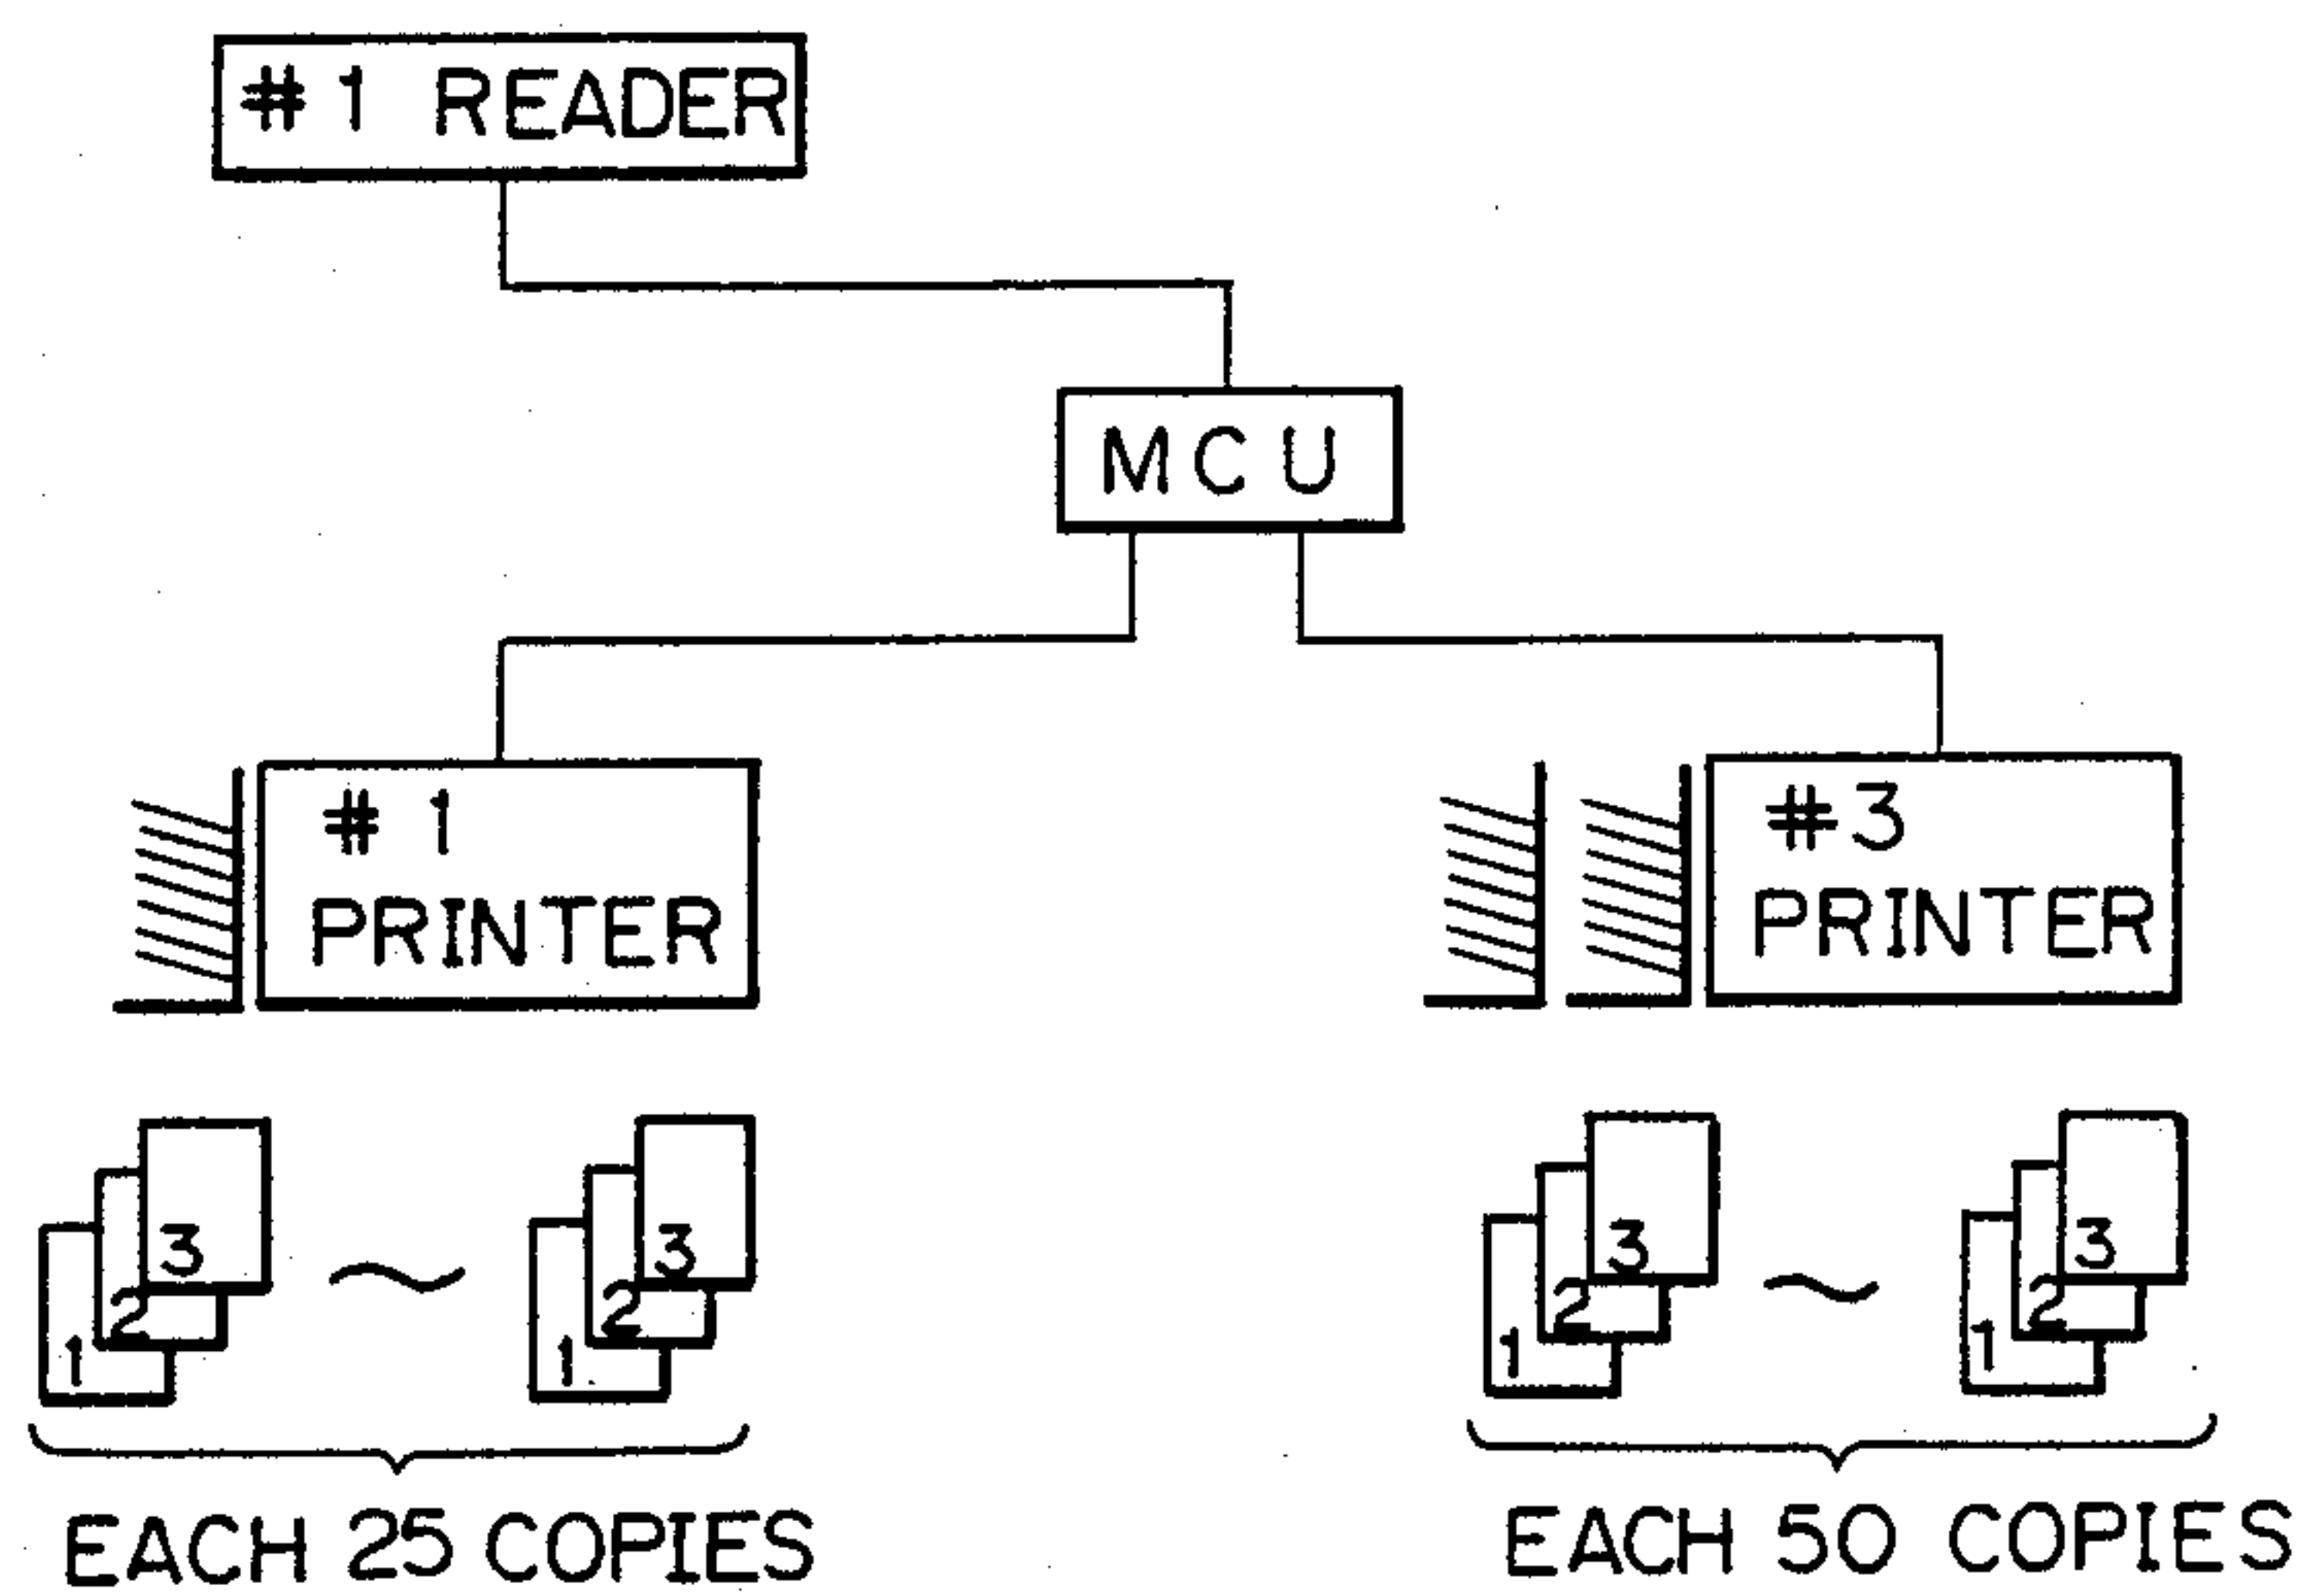 # 1 READER
MCU
# 1
PRINTER
#3
PRINTER
3
2
1
3
2
1
3
2
1
3
2
1
EACH 25 COPIES
EACH 50 COPIES